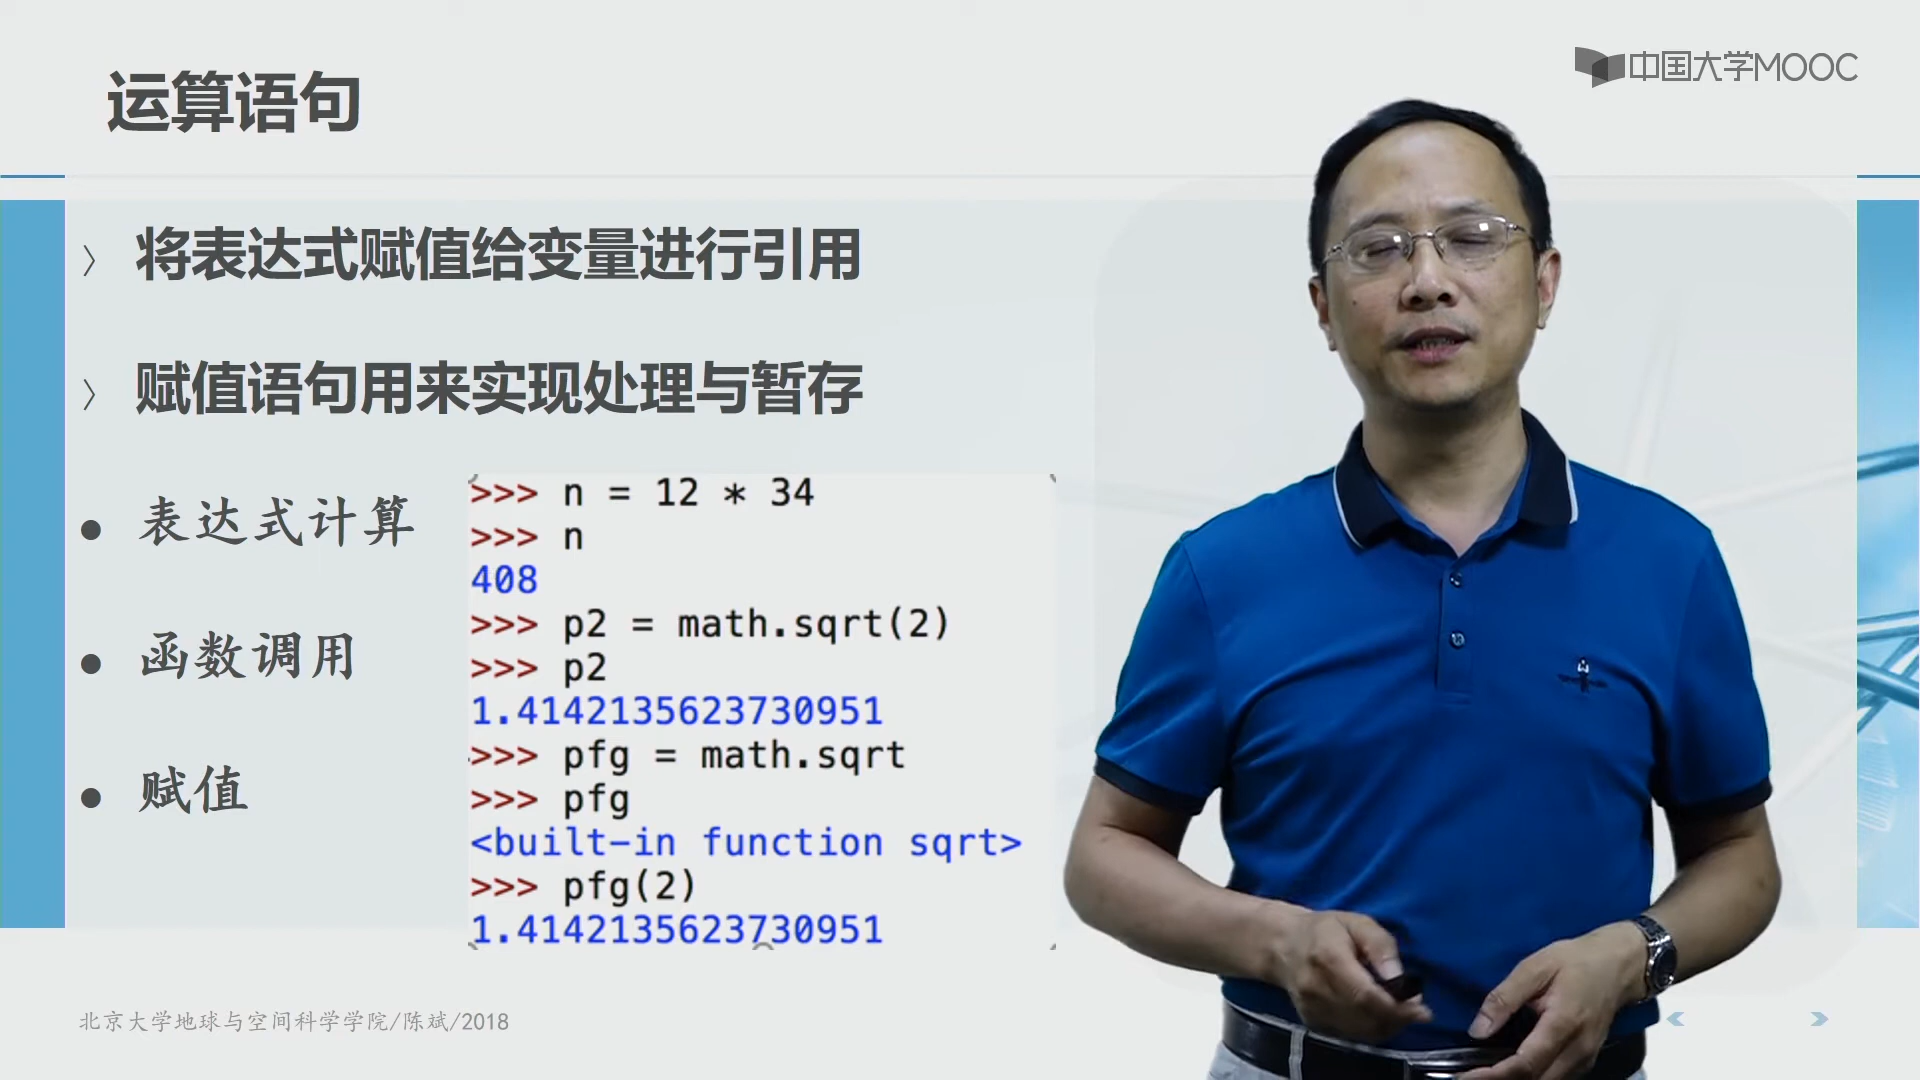 运算语句
中国大学MOOC
〉 将表达式赋值给变量进行引用
〉 赋值语句用来实现处理与暂存
● 表达式计算
● 函数调用
● 赋值
>>> n = 12 * 34
>>> n
408
>>> p2 = math.sqrt(2)
>>> p2
1.4142135623730951
>>> pfg = math.sqrt
>>> pfg
<built-in function sqrt>
>>> pfg(2)
1.4142135623730951
北京大学地球与空间科学学院/陈斌/2018